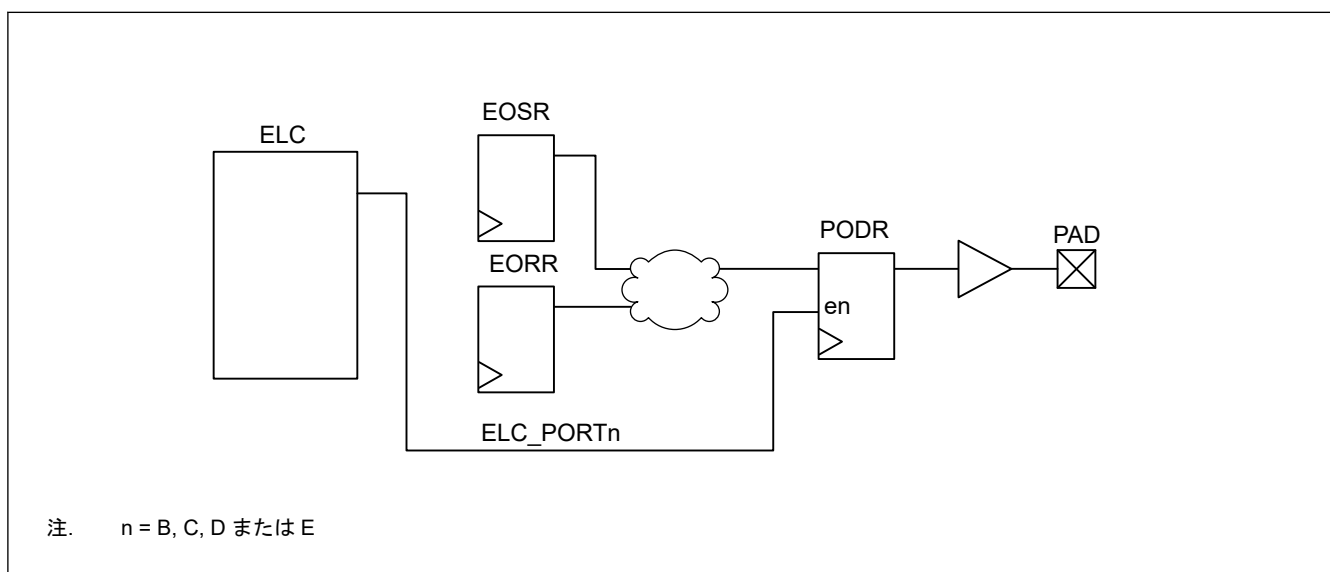 ELC
EOSR
EORR
PODR
en
PAD
ELC_PORTn
注. n = B, C, D または E